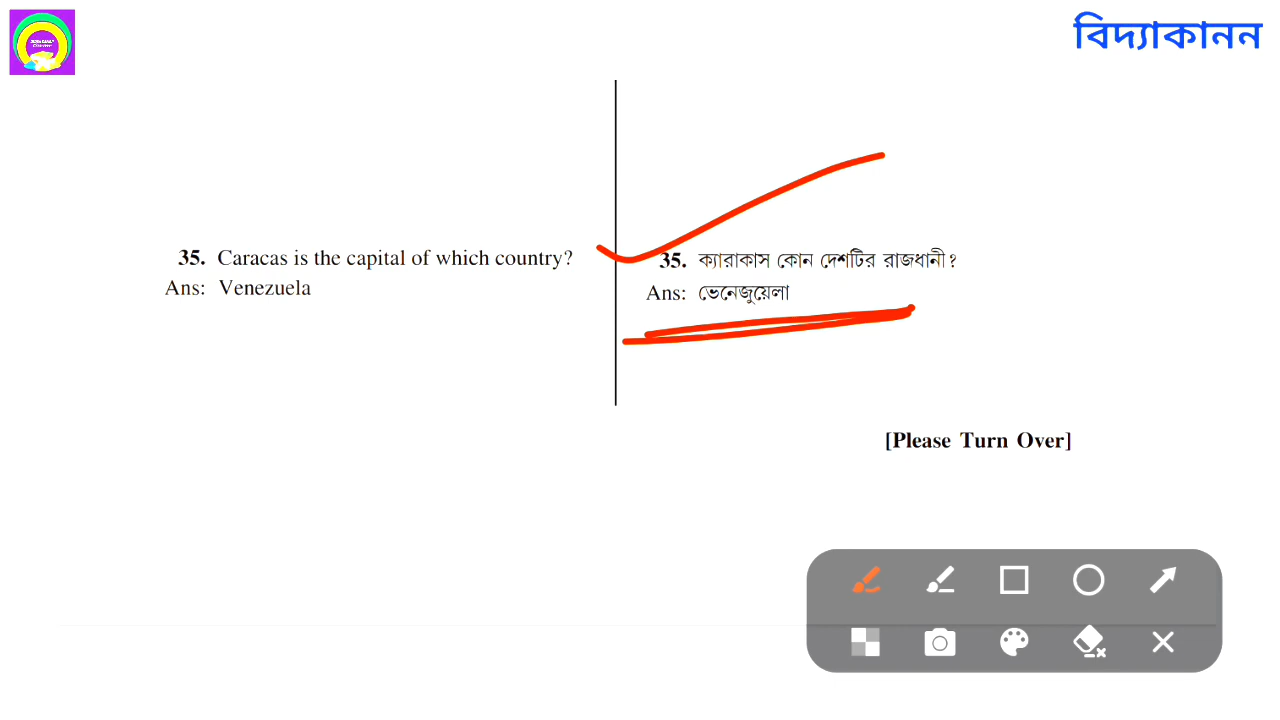 বিদ্যাকানন
35. Caracas is the capital of which country?
Ans: Venezuela
35. ক্যারাকাস কোন দেশটির রাজধানী?
Ans: ভেনেজুয়েলা
[Please Turn Over]